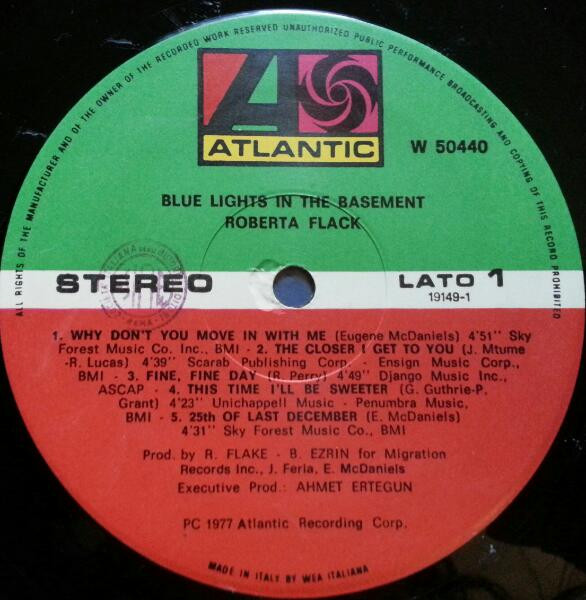 ALL RIGHTS OF THE MANUFACTURER AND OF THE OWNER OF THE RECORDED WORK RESERVED UNAUTHORIZED PUBLIC PERFORMANCE BROADCASTING AND COPYING OF THIS RECORD PROHIBITED
ATLANTIC
W 50440
BLUE LIGHTS IN THE BASEMENT
ROBERTA FLACK
STEREO
LATO 1
19149-1
1. WHY DON'T YOU MOVE IN WITH ME (Eugene McDaniels) 4'51" Sky
Forest Music Co. Inc., BMI - 2. THE CLOSER I GET TO YOU (J. Mtume
-R. Lucas) 4'39" Scarab Publishing Corp. - Ensign Music Corp.,
BMI - 3. FINE, FINE DAY (R. Perry) 4'49" Django Music Inc.,
ASCAP - 4. THIS TIME I'LL BE SWEETER (G. Guthrie-P.
Grant) 4'23" Unichappell Music - Penumbra Music,
BMI - 5. 25th OF LAST DECEMBER (E. McDaniels)
4'31" Sky Forest Music Co., BMI
Prod. by R. FLAKE - B. EZRIN for Migration
Records Inc., J. Feria, E. McDaniels
Executive Prod.: AHMET ERTEGUN
PC 1977 Atlantic Recording Corp.
MADE IN ITALY BY WEA ITALIANA